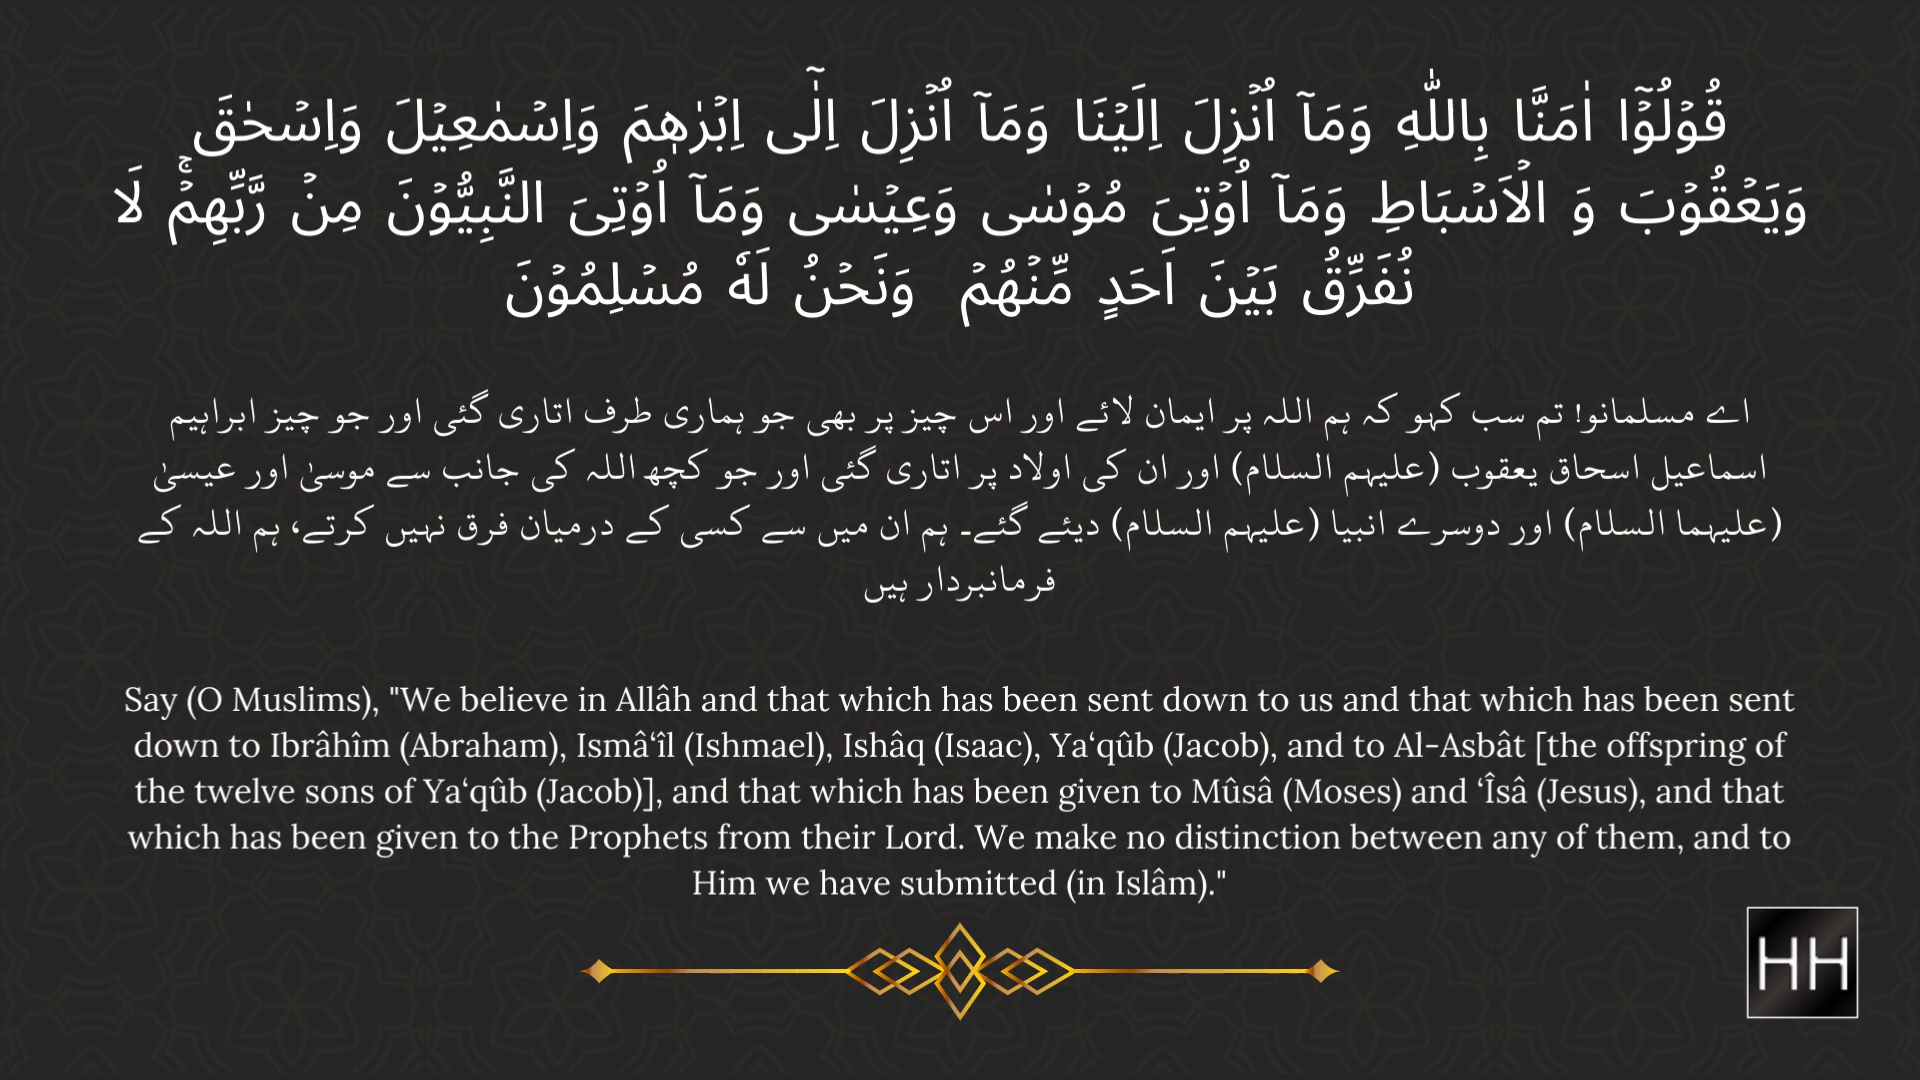 قُوۡلُوۡٓا اٰمَنَّا بِاللّٰهِ وَمَآ اُنۡزِلَ اِلَيۡنَا وَمَآ اُنۡزِلَ اِلٰٓى اِبۡرٰهٖمَ وَاِسۡمٰعِيۡلَ وَاِسۡحٰقَ
وَيَعۡقُوۡبَ وَ الۡاَسۡبَاطِ وَمَآ اُوۡتِىَ مُوۡسٰى وَعِيۡسٰى وَمَآ اُوۡتِىَ النَّبِيُّوۡنَ مِنۡ رَّبِّهِمۡ​ۚ لَا
نُفَرِّقُ بَيۡنَ اَحَدٍ مِّنۡهُمۡ وَنَحۡنُ لَهٗ مُسۡلِمُوۡنَ
اے مسلمانو! تم سب کہو کہ ہم اللہ پر ایمان لائے اور اس چیز پر بھی جو ہماری طرف اتاری گئی اور جو چیز ابراہیم
اسماعیل اسحاق یعقوب (علیہم السلام) اور ان کی اولاد پر اتاری گئی اور جو کچھ اللہ کی جانب سے موسیٰ اور عیسیٰ
(علیہما السلام) اور دوسرے انبیا (علیہم السلام) دیئے گئے۔ ہم ان میں سے کسی کے درمیان فرق نہیں کرتے، ہم اللہ کے
فرمانبردار ہیں
Say (O Muslims), "We believe in Allâh and that which has been sent down to us and that which has been sent
down to Ibrâhîm (Abraham), Ismâ‘îl (Ishmael), Ishâq (Isaac), Ya‘qûb (Jacob), and to Al-Asbât [the offspring of
the twelve sons of Ya‘qûb (Jacob)], and that which has been given to Mûsâ (Moses) and ‘Îsâ (Jesus), and that
which has been given to the Prophets from their Lord. We make no distinction between any of them, and to
Him we have submitted (in Islâm)."
HH